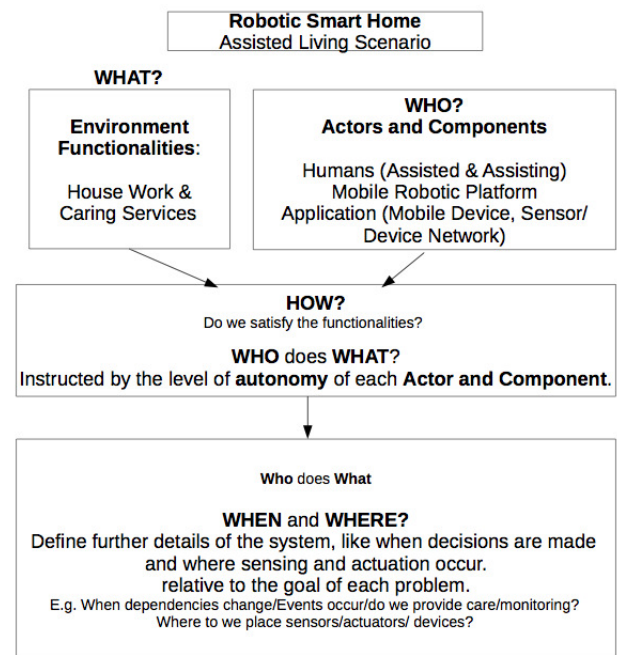 Robotic Smart Home
Assisted Living Scenario
WHAT?
Environment
Functionalities:
House Work &
Caring Services
WHO?
Actors and Components
Humans (Assisted & Assisting)
Mobile Robotic Platform
Application (Mobile Device, Sensor/
Device Network)
HOW?
Do we satisfy the functionalities?
WHO does WHAT?
Instructed by the level of autonomy of each Actor and Component.
Who does What
WHEN and WHERE?
Define further details of the system, like when decisions are made
and where sensing and actuation occur.
relative to the goal of each problem.
E.g. When dependencies change/Events occur/do we provide care/monitoring?
Where to we place sensors/actuators/ devices?